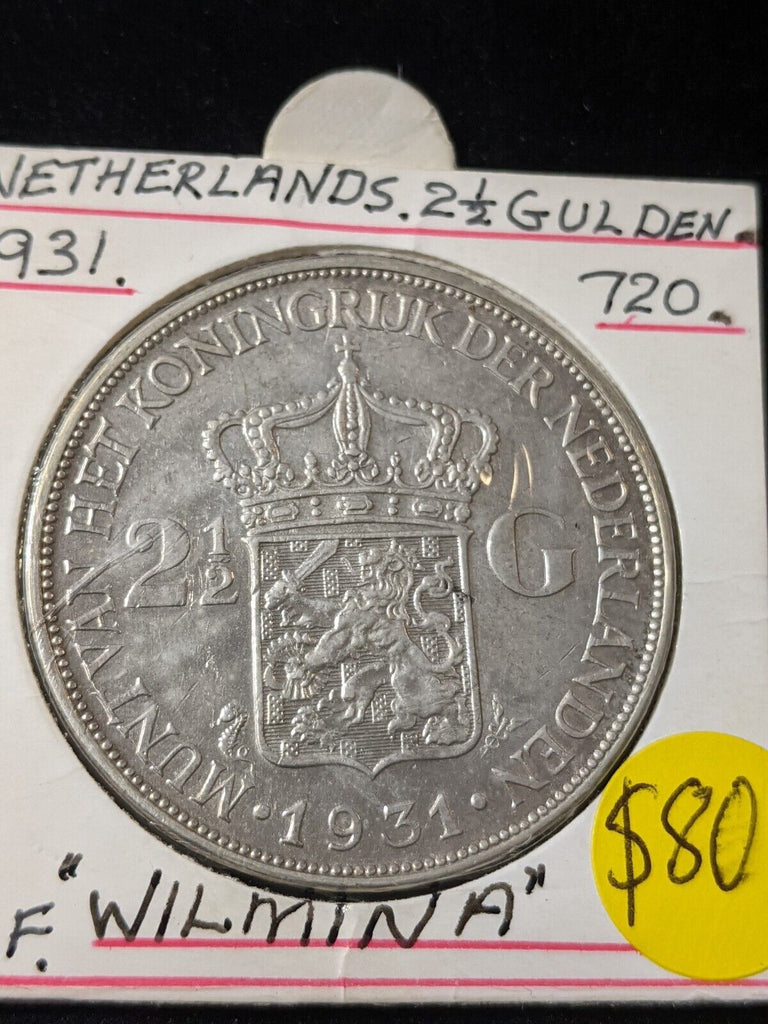 NETHERLANDS. 2½ GULDEN.
931.
720.
MUNT VAN HET KONINGRIJK DER NEDERLANDEN
2½ G
· 1931 ·
F. "WILMINA"
$80